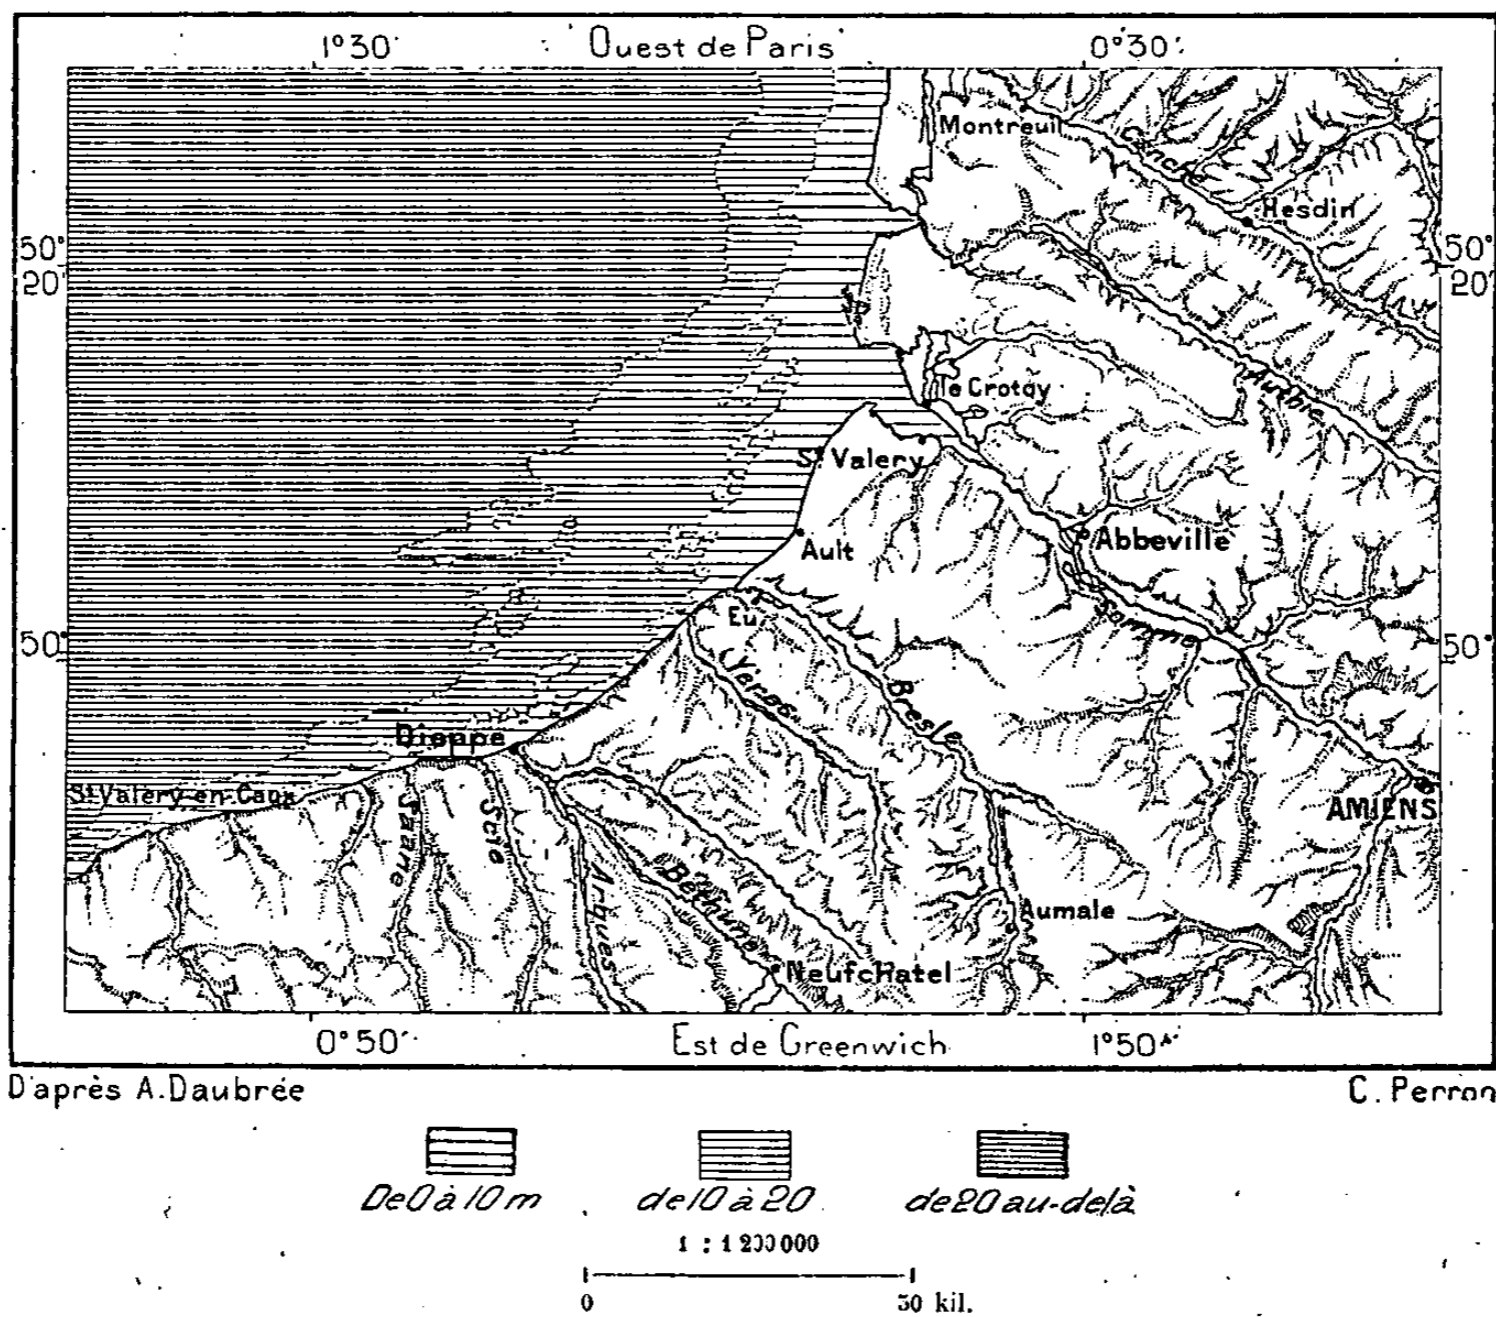 1°30' Ouest de Paris 0°30'
Montreuil
Canche
Hesdin
50°
20'
50°
20'
le Crotoy
Authie
St Valery
Ault
Abbeville
Somme
Eu
50°
50°
Yères
Bresle
Dieppe
St Valery-en-Caux
AMIENS
Saane
Scie
Arques
Béthune
Aumale
Neufchatel
0°50' Est de Greenwich 1°50'
D'après A. Daubrée C. Perron
De 0 à 10 m de 10 à 20 de 20 au-delà
1 : 1 200 000
0 30 kil.